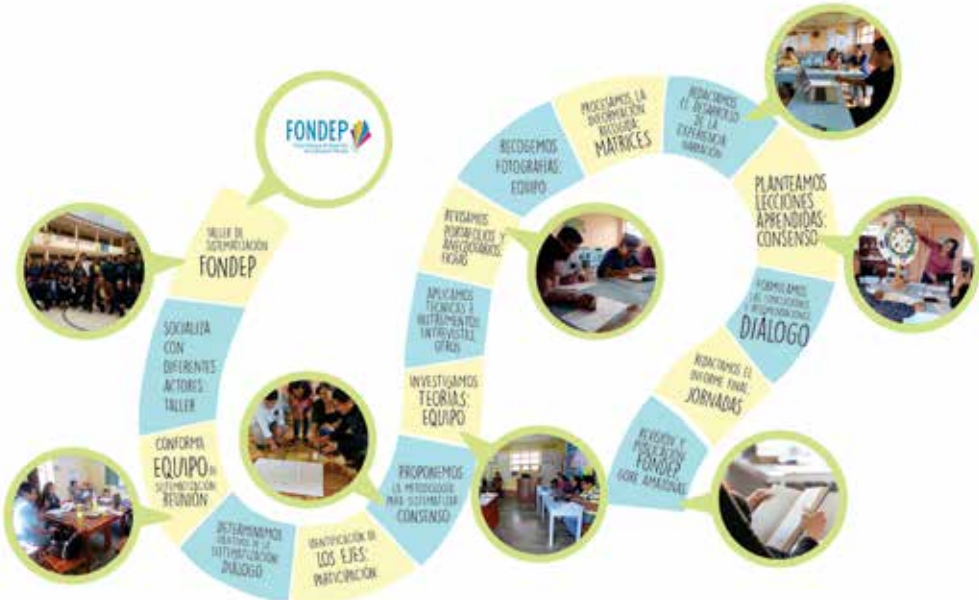 FONDEP
TALLER DE
SISTEMATIZACIÓN
FONDEP
SOCIALIZA
CON
DIFERENTES
ACTORES
TALLER
CONFORMA
EQUIPO DE
SISTEMATIZACIÓN
REUNIÓN
DETERMINAMOS
OBJETIVOS DE LA
SISTEMATIZACIÓN:
DIÁLOGO
IDENTIFICACIÓN DE
LOS EJES:
PARTICIPACIÓN
PROPONEMOS
LA METODOLOGÍA
PARA SISTEMATIZAR
CONSENSO
INVESTIGAMOS
TEORÍAS:
EQUIPO
APLICAMOS
TÉCNICAS E
INSTRUMENTOS
ENTREVISTAS,
OTROS
REVISAMOS
PORTAFOLIOS Y
ANECDOTARIOS:
FICHAS
RECOGEMOS
FOTOGRAFÍAS:
EQUIPO
PROCESAMOS LA
INFORMACIÓN
RECOGIDA:
MATRICES
REDACTAMOS
EL DESARROLLO
DE LA
EXPERIENCIA
NARRACIÓN
PLANTEAMOS
LECCIONES
APRENDIDAS:
CONSENSO
FORMULAMOS
LAS CONCLUSIONES
Y RECOMENDACIONES
DIÁLOGO
REDACTAMOS EL
INFORME FINAL:
JORNADAS
REVISIÓN Y
PUBLICACIÓN:
FONDEP
GORE AMAZONAS